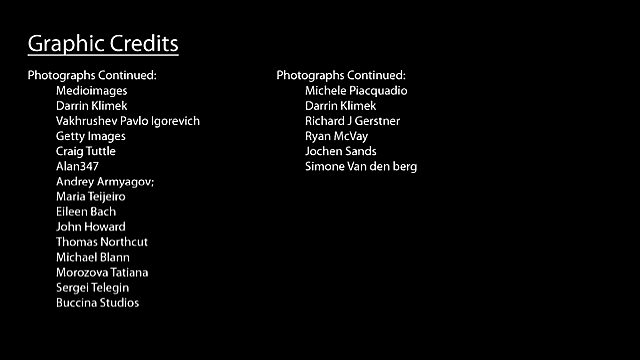 Graphic Credits
Photographs Continued:
Medioimages
Darrin Klimek
Vakhrushev Pavlo Igorevich
Getty Images
Craig Tuttle
Alan347
Andrey Armyagov;
Maria Teijeiro
Eileen Bach
John Howard
Thomas Northcut
Michael Blann
Morozova Tatiana
Sergei Telegin
Buccina Studios
Photographs Continued:
Michele Piacquadio
Darrin Klimek
Richard J Gerstner
Ryan McVay
Jochen Sands
Simone Van den berg